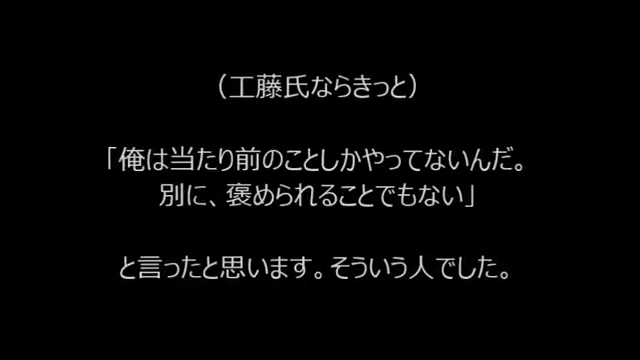 （工藤氏ならきっと）
「俺は当たり前のことしかやってないんだ。
別に、褒められることでもない」
と言ったと思います。そういう人でした。